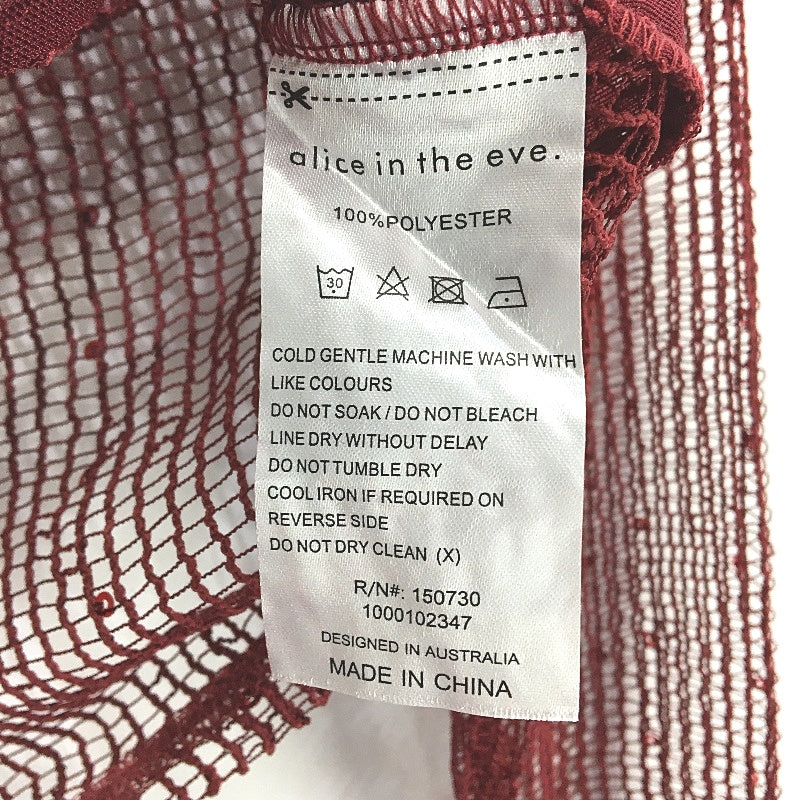 alice in the eve.
100%POLYESTER
30
COLD GENTLE MACHINE WASH WITH
LIKE COLOURS
DO NOT SOAK / DO NOT BLEACH
LINE DRY WITHOUT DELAY
DO NOT TUMBLE DRY
COOL IRON IF REQUIRED ON
REVERSE SIDE
DO NOT DRY CLEAN (X)
R/N#: 150730
1000102347
DESIGNED IN AUSTRALIA
MADE IN CHINA